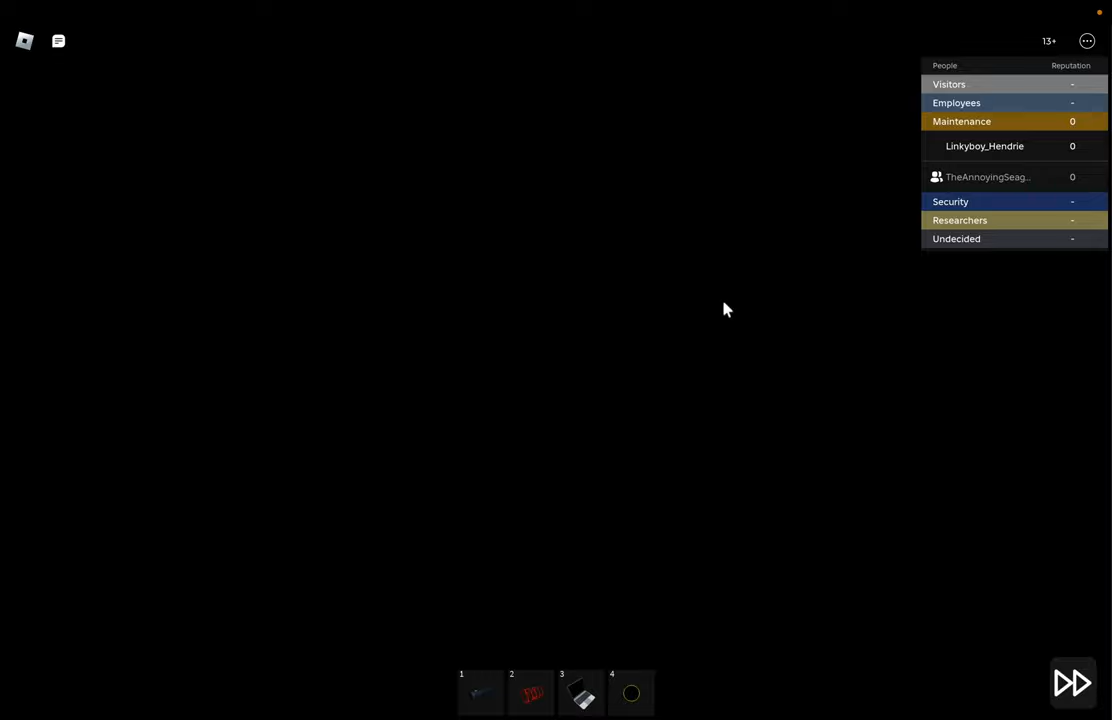 13+
People Reputation
Visitors -
Employees -
Maintenance 0
Linkyboy_Hendrie 0
TheAnnoyingSeag... 0
Security -
Researchers -
Undecided -
1 2 3 4